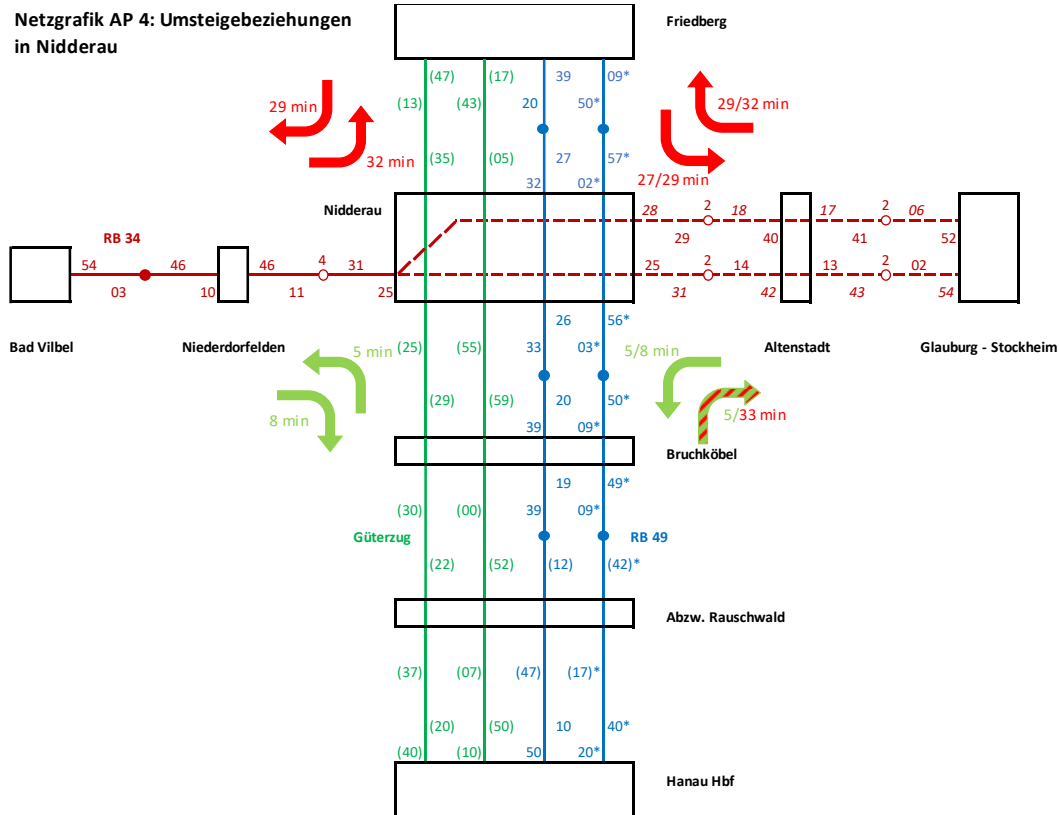 Netzgrafik AP 4: Umsteigebeziehungen
in Nidderau
Friedberg
(47) (17) 39 09*
(13) (43) 20 50*
29 min
29/32 min
32 min
(35) (05) 27 57*
27/29 min
32 02*
Nidderau
28 2 18 17 2 06
RB 34
29 40 41 52
54 46 46 4 31
25 2 14 13 2 02
03 10 11 25
31 42 43 54
26 56*
Bad Vilbel Niederdorfelden
Altenstadt Glauburg - Stockheim
5 min (25) (55) 33 03* 5/8 min
(29) (59) 20 50*
8 min
5/33 min
39 09*
Bruchköbel
19 49*
(30) (00) 39 09*
Güterzug RB 49
(22) (52) (12) (42)*
Abzw. Rauschwald
(37) (07) (47) (17)*
(20) (50) 10 40*
(40) (10) 50 20*
Hanau Hbf